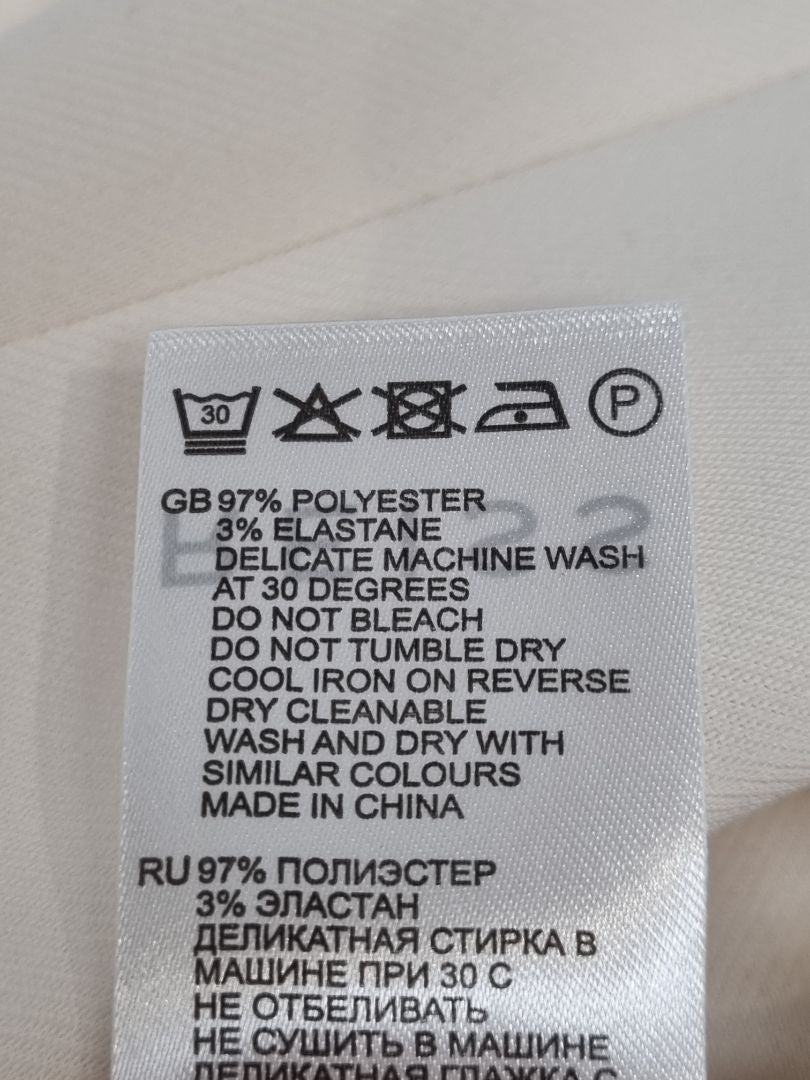 30
P
GB 97% POLYESTER
3% ELASTANE
DELICATE MACHINE WASH
AT 30 DEGREES
DO NOT BLEACH
DO NOT TUMBLE DRY
COOL IRON ON REVERSE
DRY CLEANABLE
WASH AND DRY WITH
SIMILAR COLOURS
MADE IN CHINA
RU 97% ПОЛИЭСТЕР
3% ЭЛАСТАН
ДЕЛИКАТНАЯ СТИРКА В
МАШИНЕ ПРИ 30 С
НЕ ОТБЕЛИВАТЬ
НЕ СУШИТЬ В МАШИНЕ
ДЕЛИКАТНАЯ ГЛАЖКА С